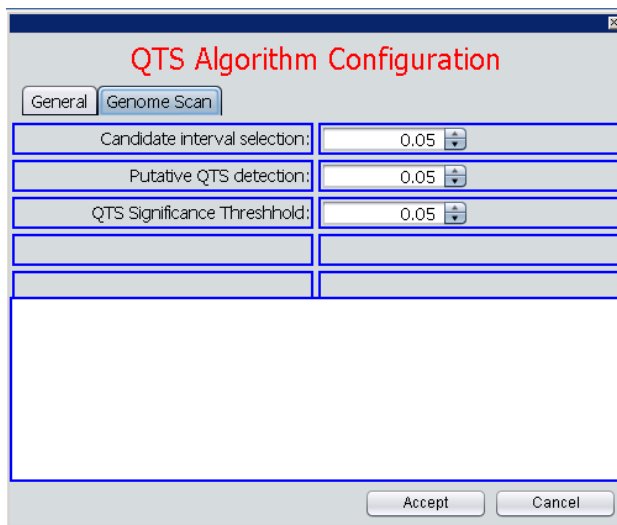 QTS Algorithm Configuration
General Genome Scan
Candidate interval selection: 0.05
Putative QTS detection: 0.05
QTS Significance Threshhold: 0.05
Accept Cancel